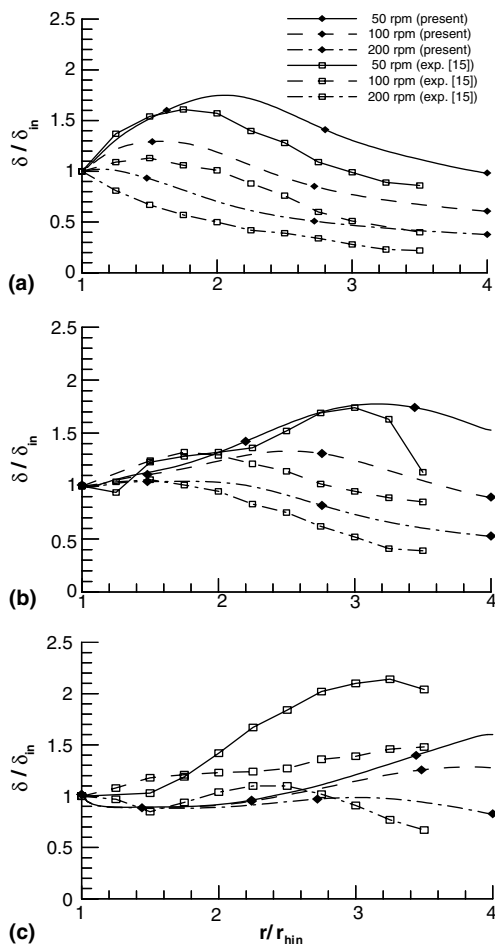 50 rpm (present)
100 rpm (present)
200 rpm (present)
50 rpm (exp. [15])
100 rpm (exp. [15])
200 rpm (exp. [15])
2.5
2
1.5
1
0.5
0
δ / δin
1 2 3 4
(a)
2.5
2
1.5
1
0.5
0
δ / δin
1 2 3 4
(b)
2.5
2
1.5
1
0.5
0
δ / δin
1 2 3 4
(c)
r / rhin